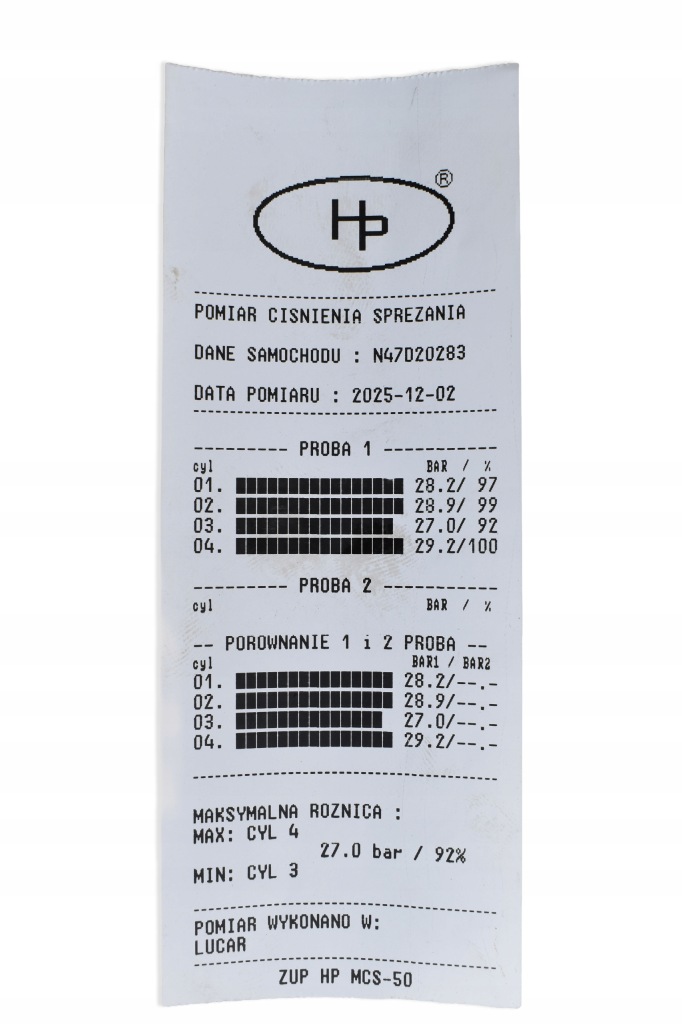 HP ®
POMIAR CISNIENIA SPREZANIA
DANE SAMOCHODU : N47D20283
DATA POMIARU : 2025-12-02
---------- PROBA 1 ------------
cyl BAR / %
01. 28.2/ 97
02. 28.9/ 99
03. 27.0/ 92
04. 29.2/100
---------- PROBA 2 ------------
cyl BAR / %
-- POROWNANIE 1 i 2 PROBA --
cyl BAR1 / BAR2
01. 28.2/--.-
02. 28.9/--.-
03. 27.0/--.-
04. 29.2/--.-
MAKSYMALNA ROZNICA :
MAX: CYL 4
27.0 bar / 92%
MIN: CYL 3
POMIAR WYKONANO W:
LUCAR
ZUP HP MCS-50